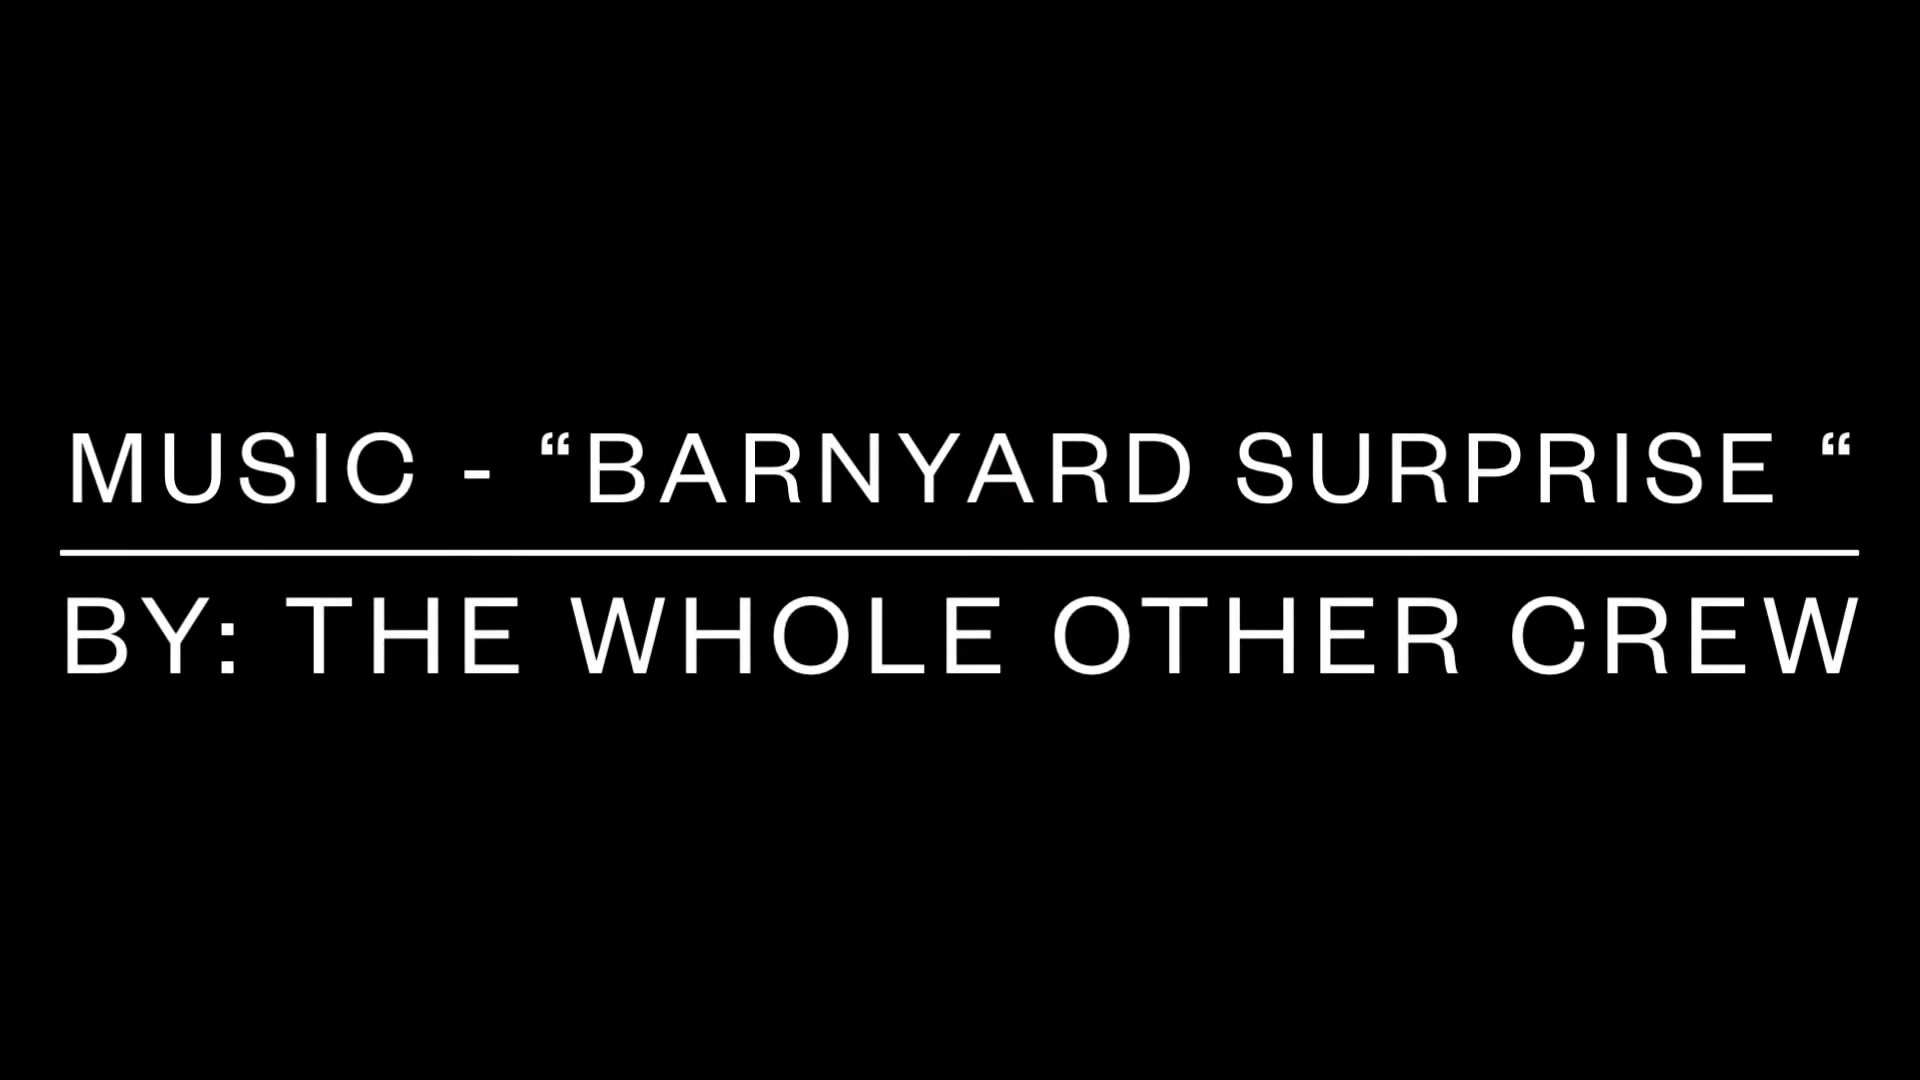 MUSIC - “BARNYARD SURPRISE “
BY: THE WHOLE OTHER CREW